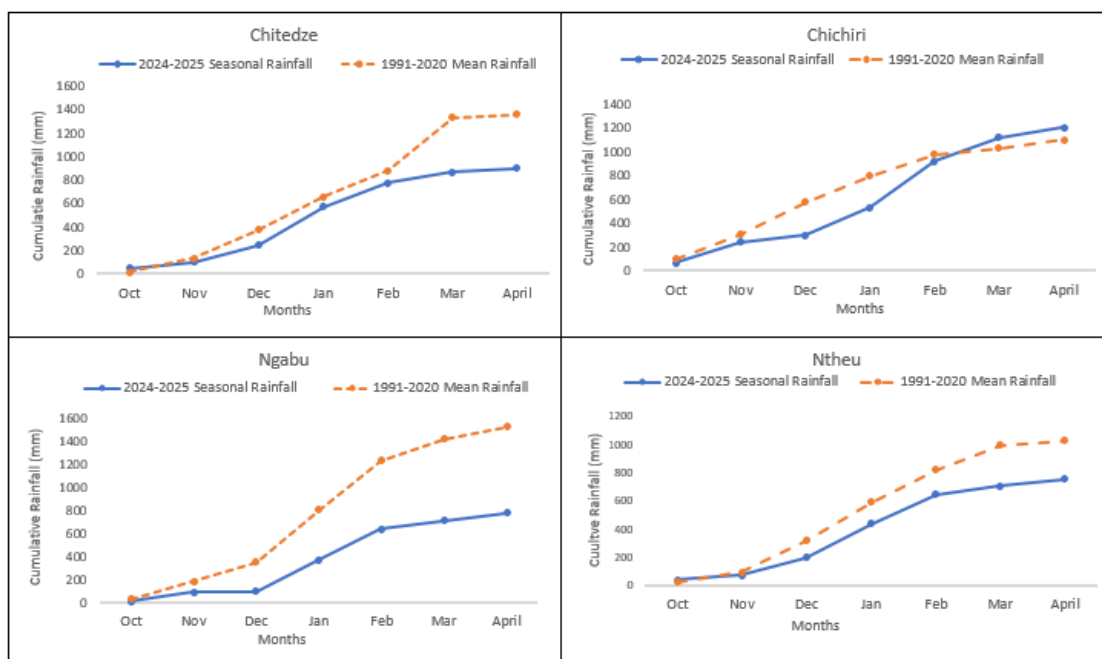 Chitedze
2024-2025 Seasonal Rainfall 1991-2020 Mean Rainfall
Cumulatie Rainfall (mm)
1600
1400
1200
1000
800
600
400
200
0
Oct Nov Dec Jan Feb Mar April
Months
Chichiri
2024-2025 Seasonal Rainfall 1991-2020 Mean Rainfall
Cumulative Rainfal (mm)
1400
1200
1000
800
600
400
200
0
Oct Nov Dec Jan Feb Mar April
Months
Ngabu
2024-2025 Seasonal Rainfall 1991-2020 Mean Rainfall
Cumulative Rainfall (mm)
1600
1400
1200
1000
800
600
400
200
0
Oct Nov Dec Jan Feb Mar April
Months
Ntheu
2024-2025 Seasonal Rainfall 1991-2020 Mean Rainfall
Cuultve Rainfall (mm)
1200
1000
800
600
400
200
0
Oct Nov Dec Jan Feb Mar April
Months